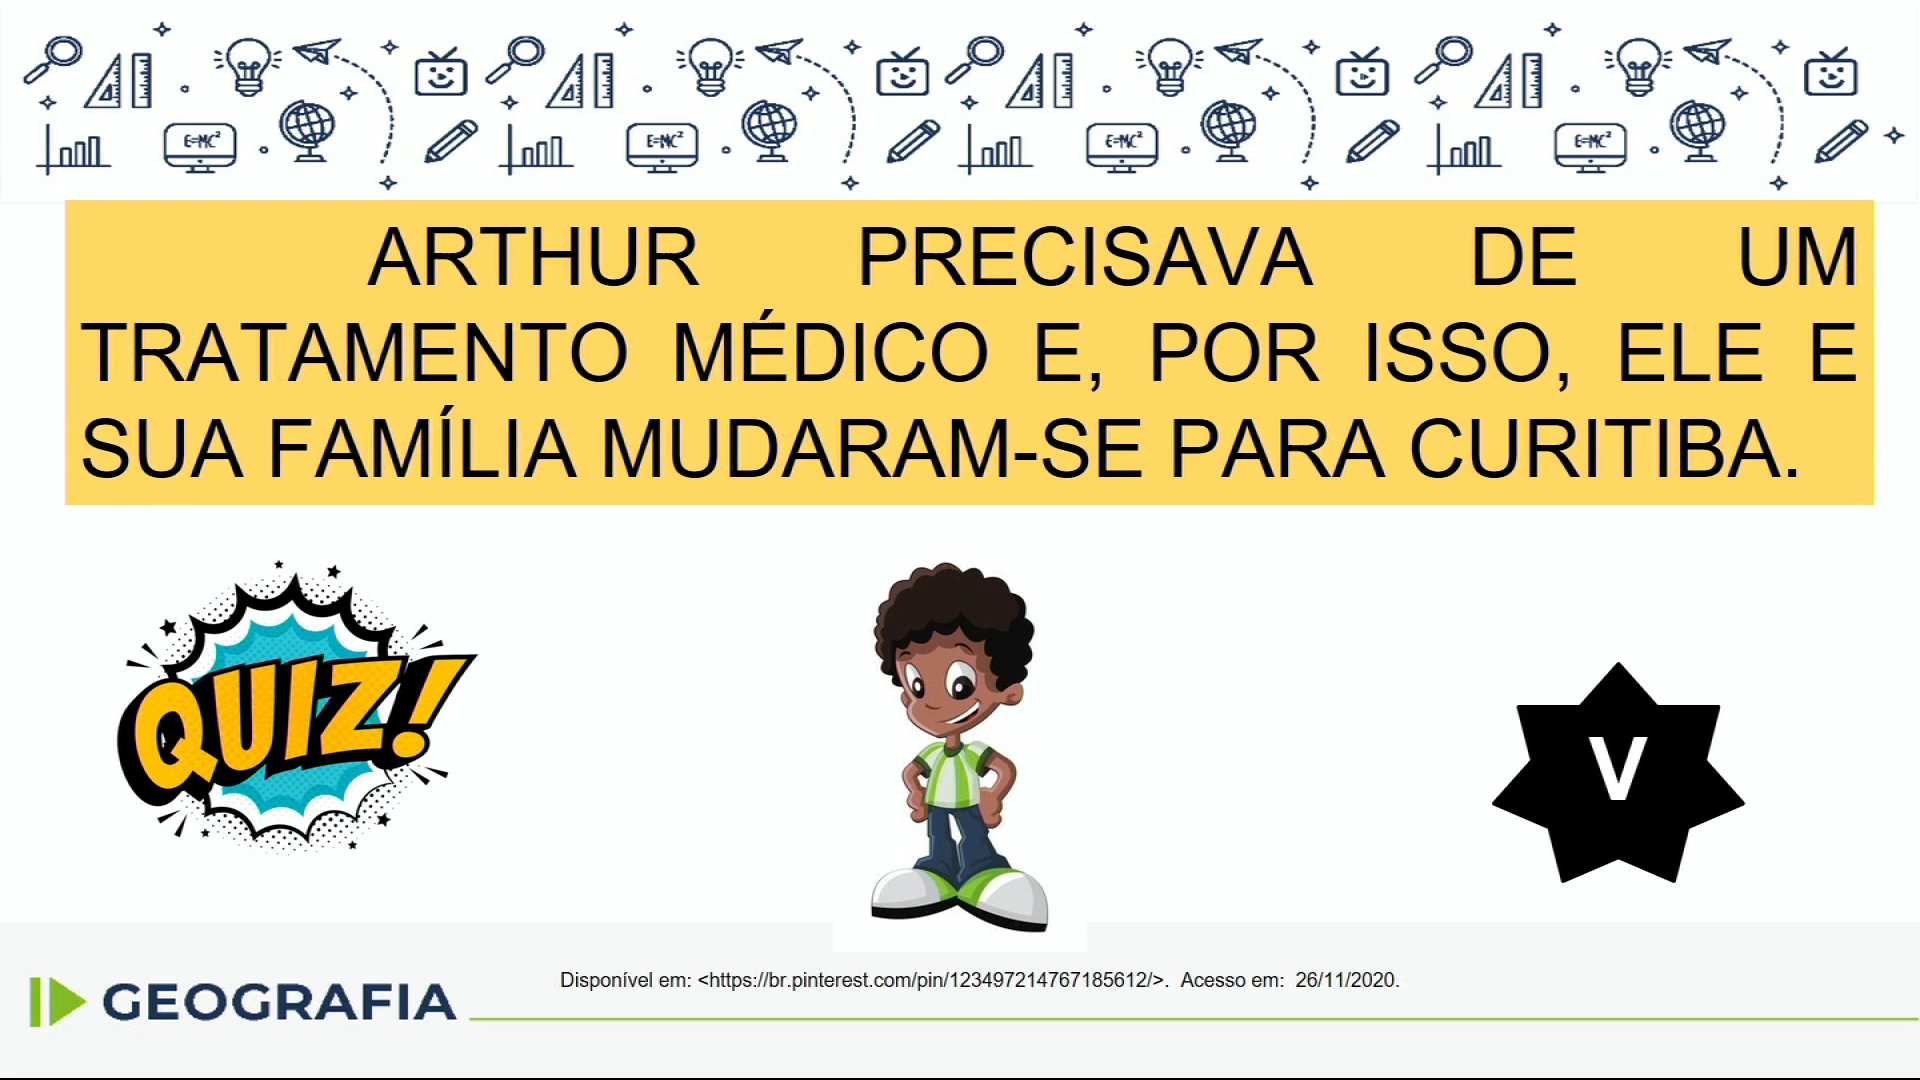 E=MC²
E=MC²
E=MC²
E=MC²
ARTHUR PRECISAVA DE UM
TRATAMENTO MÉDICO E, POR ISSO, ELE E
SUA FAMÍLIA MUDARAM-SE PARA CURITIBA.
QUIZ!
V
Disponível em: <https://br.pinterest.com/pin/123497214767185612/>. Acesso em: 26/11/2020.
GEOGRAFIA